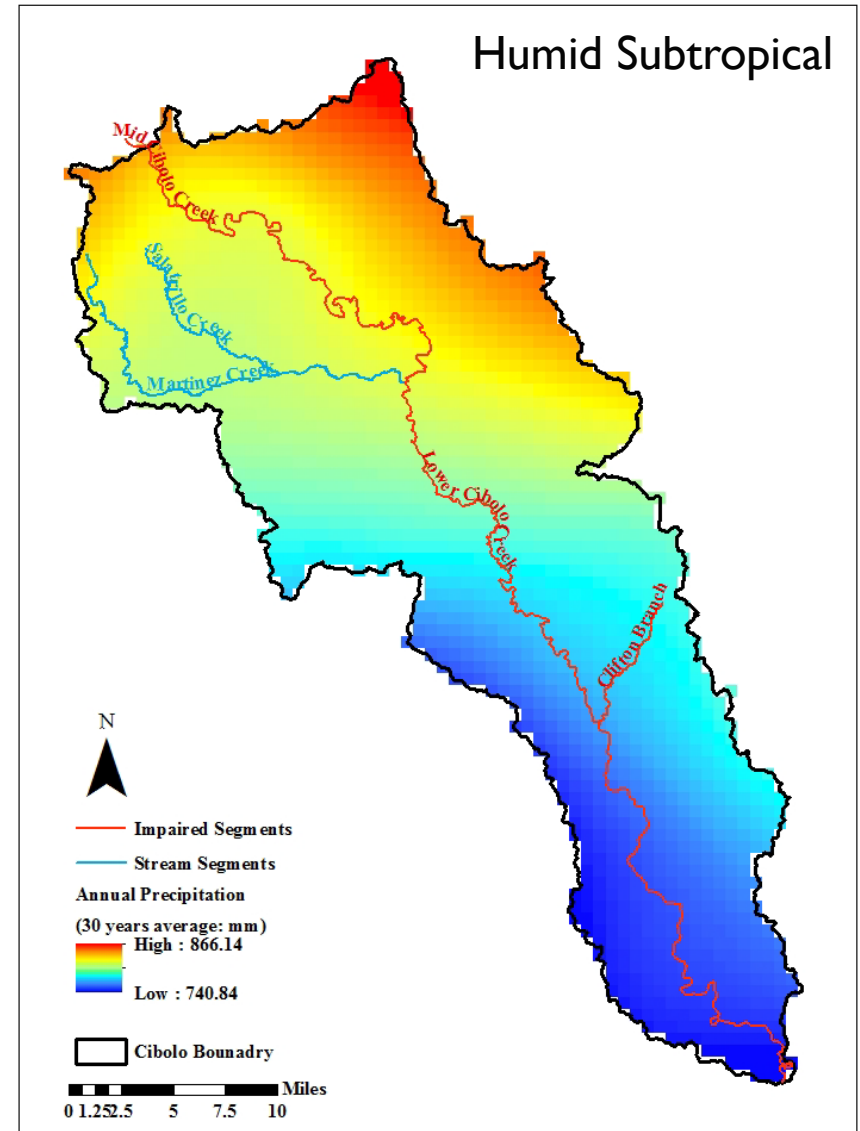 Humid Subtropical
Mid Cibolo Creek
Salatrillo Creek
Martinez Creek
Lower Cibolo Creek
Clifton Branch
N
Impaired Segments
Stream Segments
Annual Precipitation
(30 years average: mm)
High : 866.14
Low : 740.84
Cibolo Bounadry
Miles
0 1.252.5 5 7.5 10